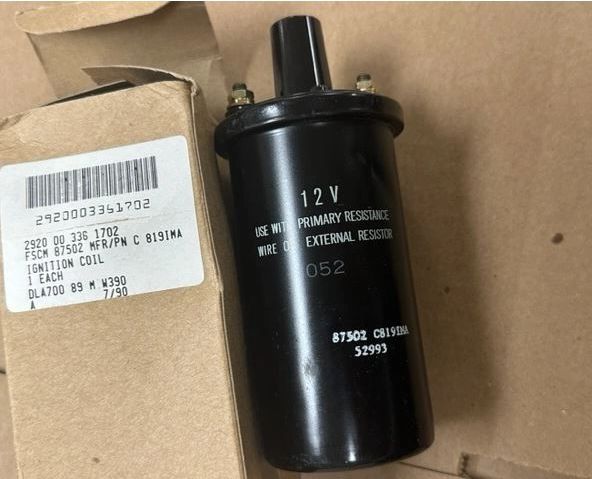 2920003361702
2920 00 336 1702
FSCM 87502 MFR/PN C 819IMA
IGNITION COIL
1 EACH
DLA700 89 M W390
A 7/90
12V
USE WITH PRIMARY RESISTANCE
WIRE OR EXTERNAL RESISTOR
052
87502 C819IMA
52993